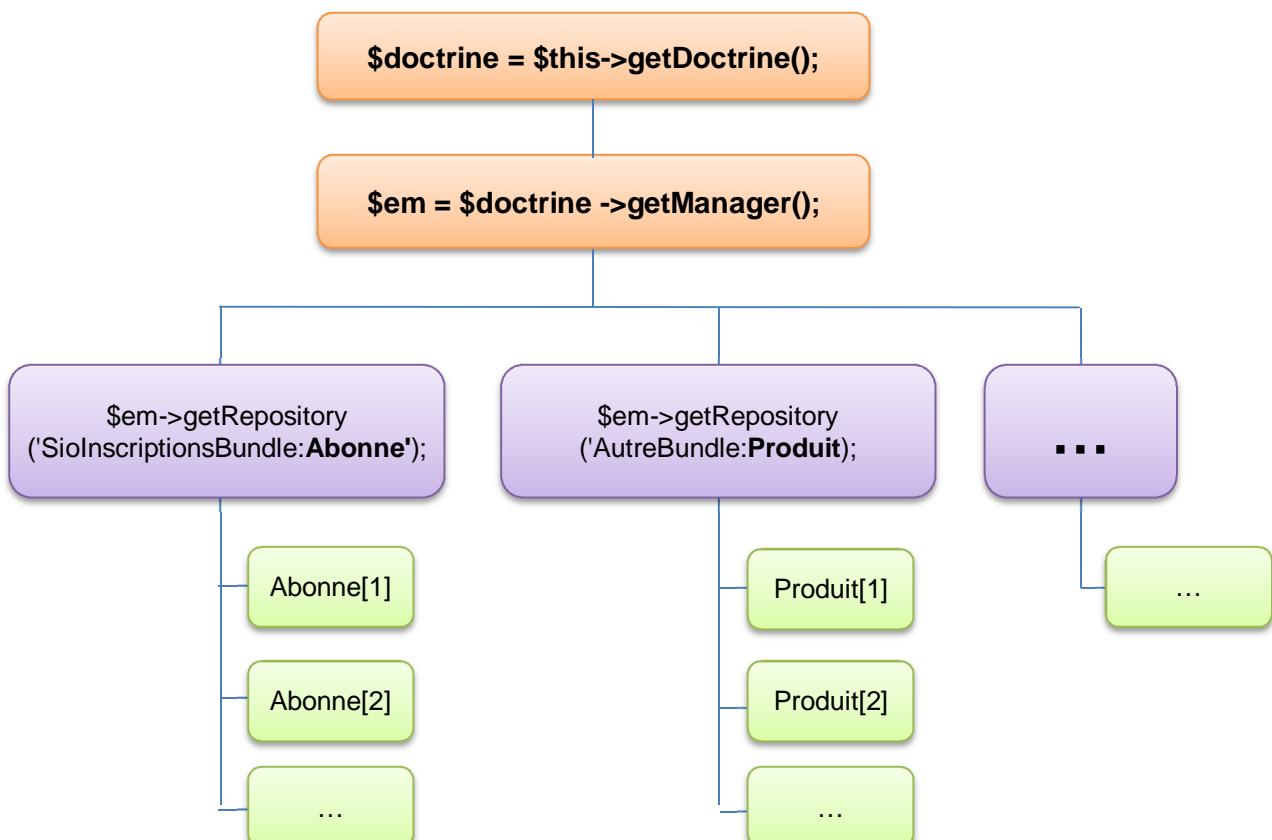 $doctrine = $this->getDoctrine();
$em = $doctrine ->getManager();
$em->getRepository
('SioInscriptionsBundle:Abonne');
$em->getRepository
('AutreBundle:Produit);
...
Abonne[1]
Abonne[2]
…
Produit[1]
Produit[2]
…
…